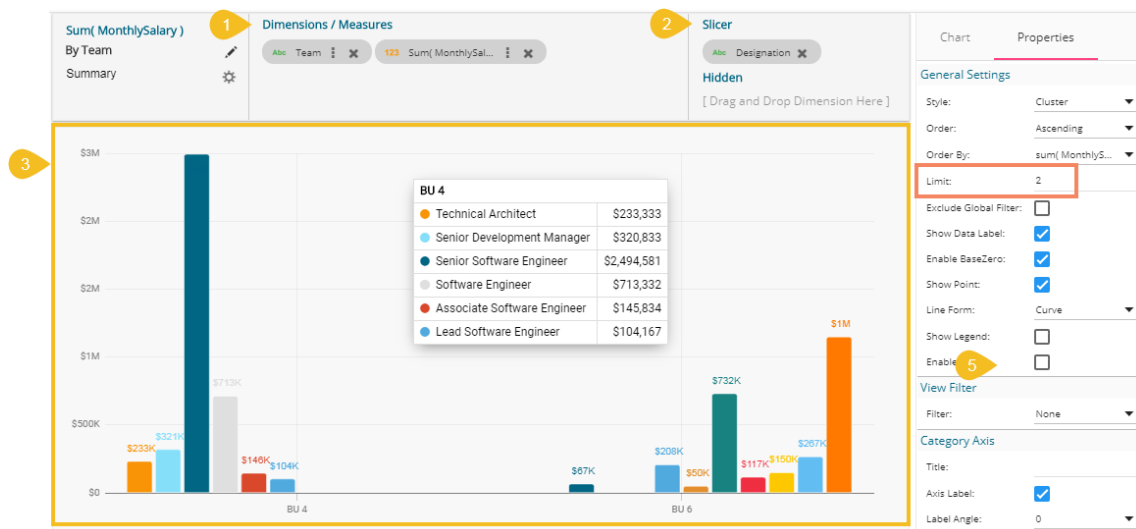 1
Sum( MonthlySalary )
By Team
Summary
Dimensions / Measures
Abc Team
123 Sum( MonthlySal...
2
Slicer
Abc Designation
Hidden
[ Drag and Drop Dimension Here ]
Chart
Properties
General Settings
Style: Cluster
Order: Ascending
Order By: sum( MonthlyS...
Limit: 2
Exclude Global Filter:
Show Data Label:
Enable BaseZero:
Show Point:
Line Form: Curve
Show Legend:
Enable
5
View Filter
Filter: None
Category Axis
Title:
Axis Label:
Label Angle: 0
3
$3M
$2M
$2M
$1M
$500K
$0
BU 4
Technical Architect $233,333
Senior Development Manager $320,833
Senior Software Engineer $2,494,581
Software Engineer $713,332
Associate Software Engineer $145,834
Lead Software Engineer $104,167
$233K
$321K
$713K
$146K
$104K
$67K
$208K
$50K
$732K
$117K
$150K
$267K
$1M
BU 4
BU 6